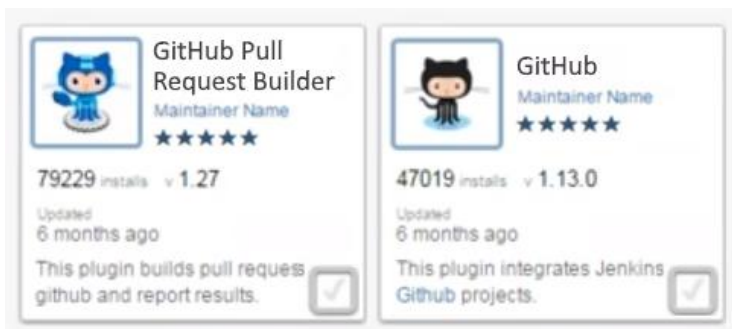 GitHub Pull
Request Builder
Maintainer Name
79229 installs v 1.27
Updated
6 months ago
This plugin builds pull reques
github and report results.
GitHub
Maintainer Name
47019 installs v 1.13.0
Updated
6 months ago
This plugin integrates Jenkins
Github projects.